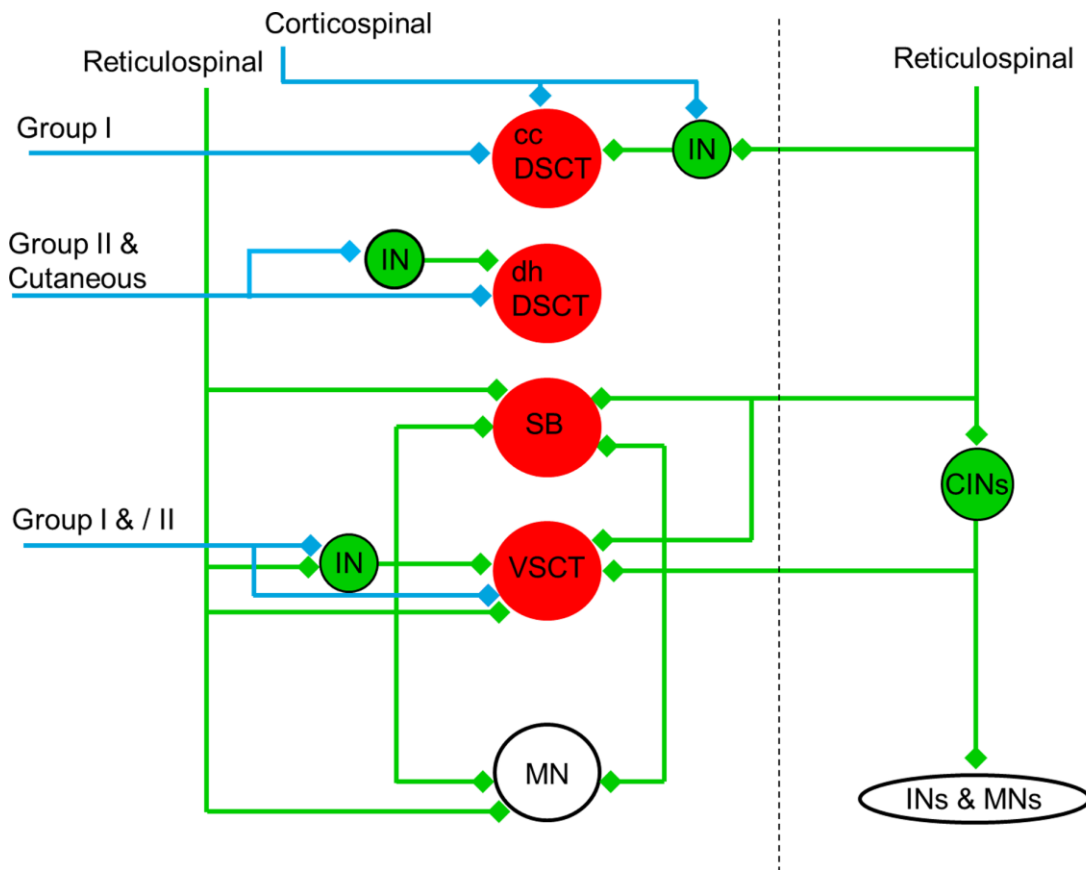 Corticospinal
Reticulospinal
Reticulospinal
Group I
cc
DSCT
IN
Group II &
Cutaneous
IN
dh
DSCT
SB
CINs
Group I & / II
IN
VSCT
MN
INs & MNs